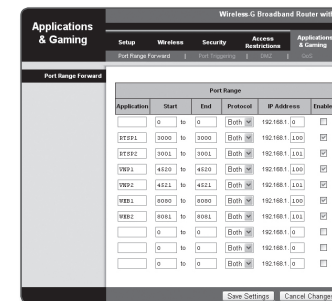 Wireless-G Broadband Router with
Applications
& Gaming
Setup Wireless Security Access Restrictions Applications & Gaming
Port Range Forward | Port Triggering | DMZ | QoS
Port Range Forward
Port Range
Application Start End Protocol IP Address Enable
0 to 0 Both 192.168.1. 0
RTSP1 3000 to 3000 Both 192.168.1. 100
RTSP2 3001 to 3001 Both 192.168.1. 101
VNP1 4520 to 4520 Both 192.168.1. 100
VNP2 4521 to 4521 Both 192.168.1. 101
WEB1 8080 to 8080 Both 192.168.1. 100
WEB2 8081 to 8081 Both 192.168.1. 101
0 to 0 Both 192.168.1. 0
0 to 0 Both 192.168.1. 0
0 to 0 Both 192.168.1. 0
Save Settings Cancel Changes